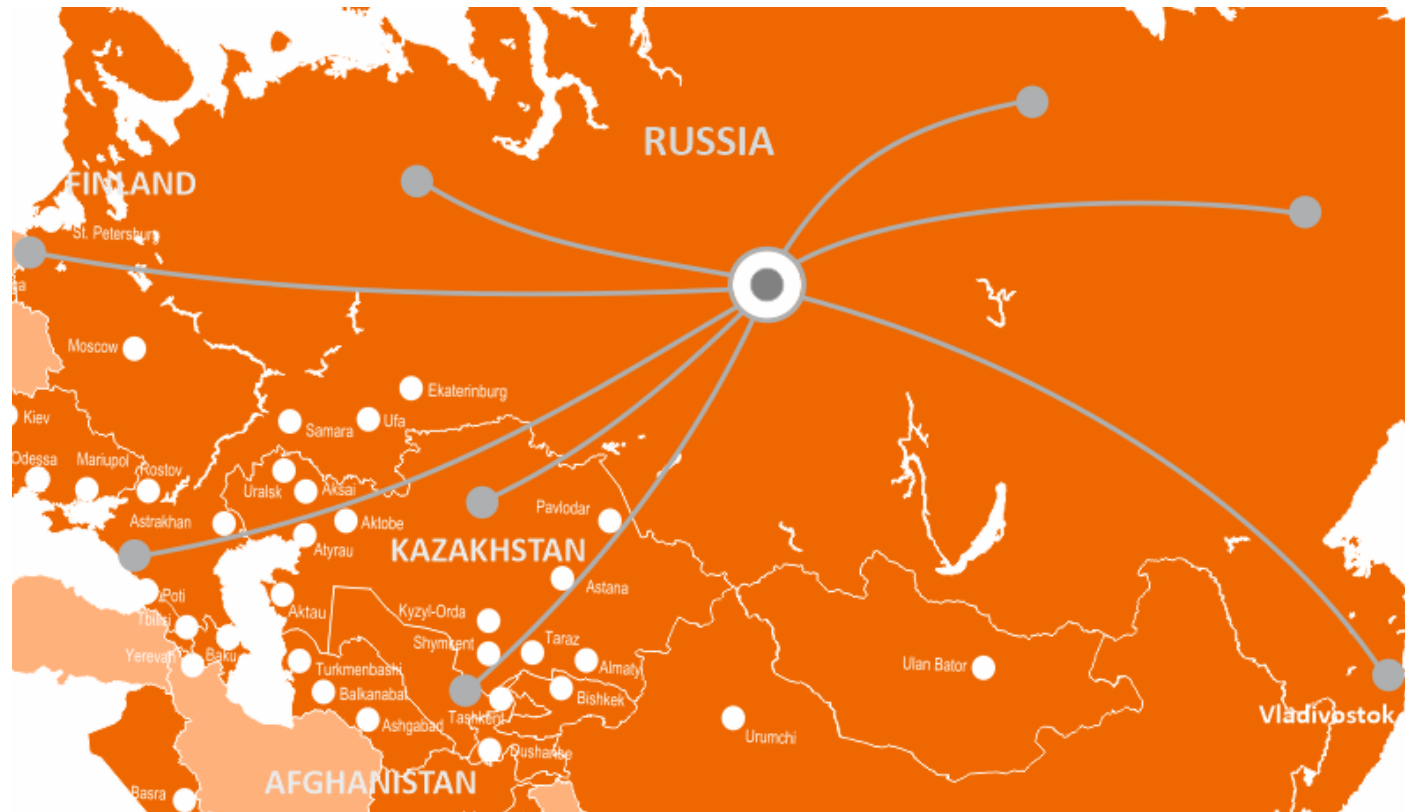 RUSSIA
FINLAND
St. Petersburg
ga
Moscow
Ekaterinburg
Kiev
Ufa
Samara
Odessa
Mariupol
Rostov
Uralsk
Aksai
Pavlodar
Astrakhan
Aktobe
Atyrau
KAZAKHSTAN
Astana
Poti
Aktau
Kyzyl-Orda
Tbilisi
Shymkent
Taraz
Yerevan
Baku
Turkmenbashi
Almaty
Ulan Bator
Balkanabat
Bishkek
Tashkent
Vladivostok
Ashgabad
Urumchi
Dushanbe
AFGHANISTAN
Basra